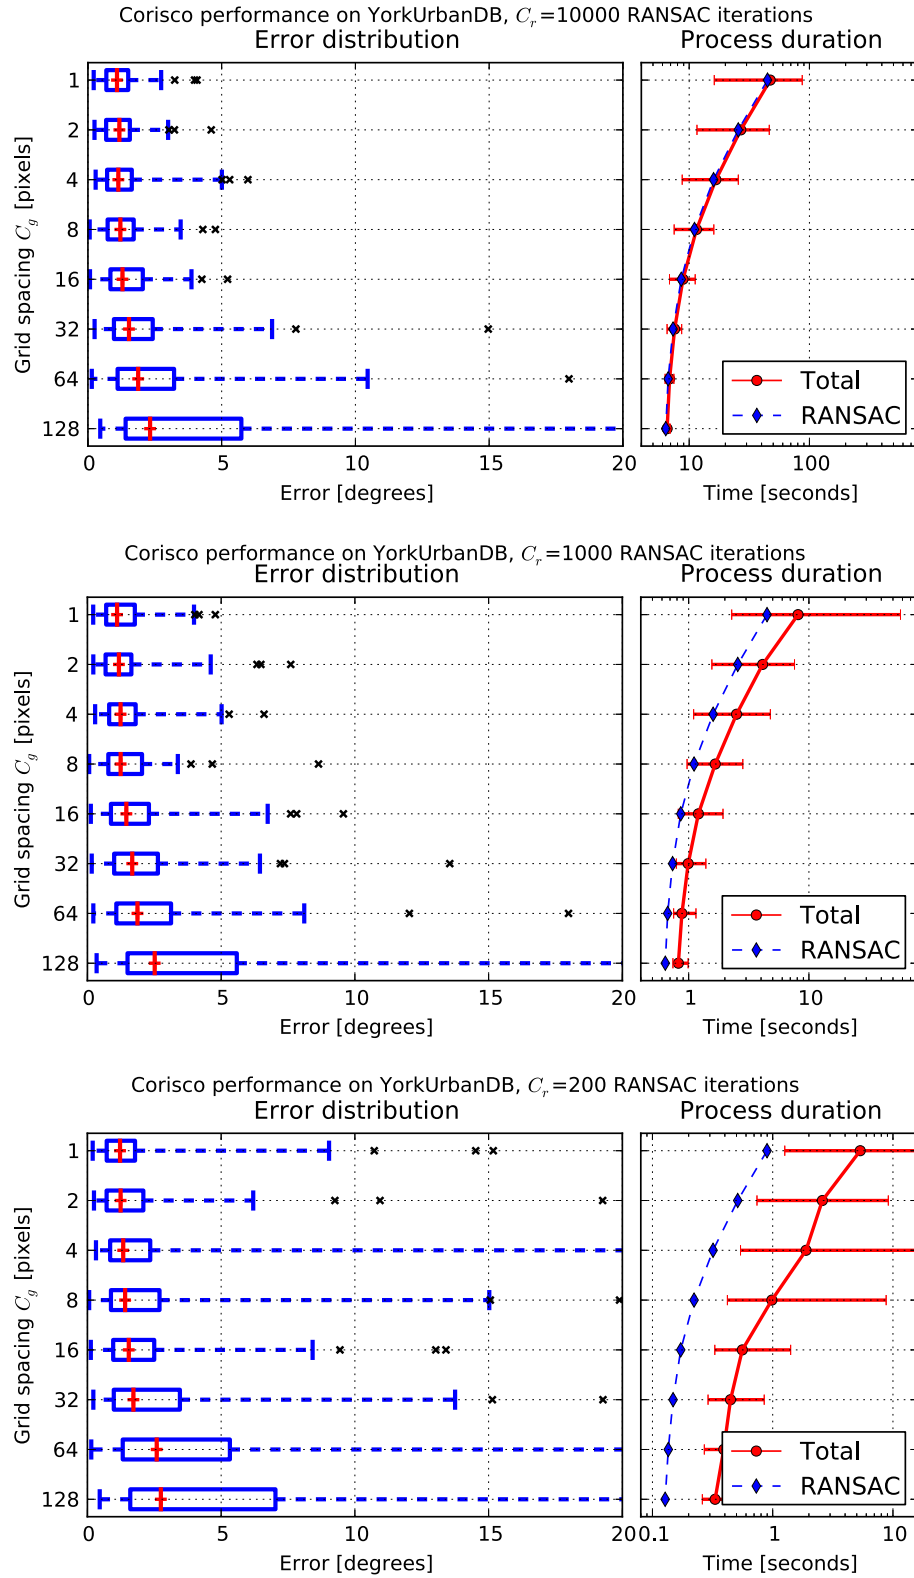 Corisco performance on YorkUrbanDB, C_r=10000 RANSAC iterations
Error distribution
Process duration
Grid spacing C_g [pixels]
1
2
4
8
16
32
64
128
0 5 10 15 20
Error [degrees]
Total
RANSAC
10 100
Time [seconds]
Corisco performance on YorkUrbanDB, C_r=1000 RANSAC iterations
Error distribution
Process duration
Grid spacing C_g [pixels]
1
2
4
8
16
32
64
128
0 5 10 15 20
Error [degrees]
Total
RANSAC
1 10
Time [seconds]
Corisco performance on YorkUrbanDB, C_r=200 RANSAC iterations
Error distribution
Process duration
Grid spacing C_g [pixels]
1
2
4
8
16
32
64
128
0 5 10 15 20
Error [degrees]
Total
RANSAC
0.1 1 10
Time [seconds]